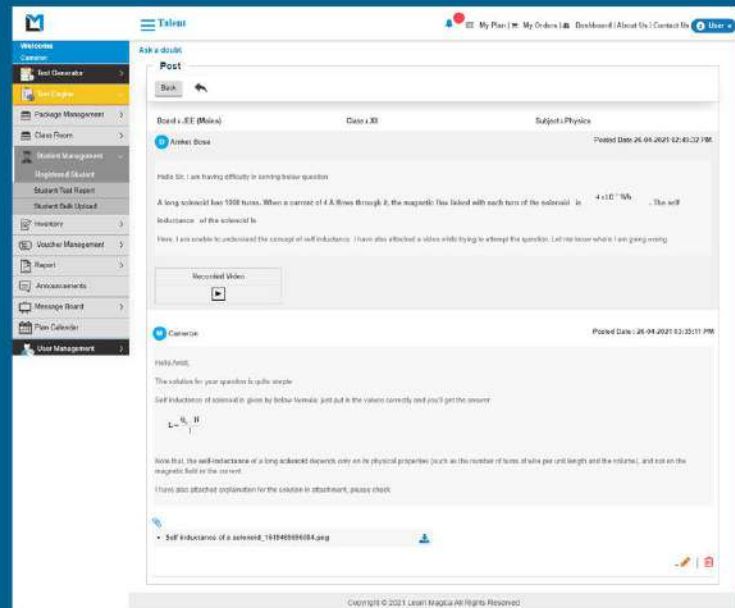 Talent
My Plan | My Orders | Dashboard | About Us | Contact Us User
Welcome
Cameron
Test Generator
Test Engine
Package Management
Class Room
Student Management
Registered Student
Student Test Report
Student Bulk Upload
Inventory
Voucher Management
Report
Announcements
Message Board
Plan Calendar
User Management
Ask a doubt
Post
Back
Board : JEE (Mains) Class : XII Subject : Physics
Aniket Bose Posted Date: 26-04-2021 02:49:32 PM
Hello Sir, I am having difficulty in solving below question
A long solenoid has 1000 turns. When a current of 4 A flows through it, the magnetic flux linked with each turn of the solenoid is Wb . The self
inductance of the solenoid is
Here, I am unable to understand the concept of self inductance. I have also attached a video while trying to attempt the question. Let me know where I am going wrong
Recorded Video
Cameron Posted Date : 26-04-2021 03:35:11 PM
Hello
The solution for your question is quite simple
Self inductance of solenoid is given by below formula, just put in the values correctly and you'll get the answer
Note that, the self-inductance of a long solenoid depends only on its physical properties (such as the number of turns of wire per unit length and the volume), and not on the
magnetic field or the current
I have also attached explanation for the solution in attachment, please check
Self inductance of a solenoid_.png
Copyright © 2021 Learn All Rights Reserved